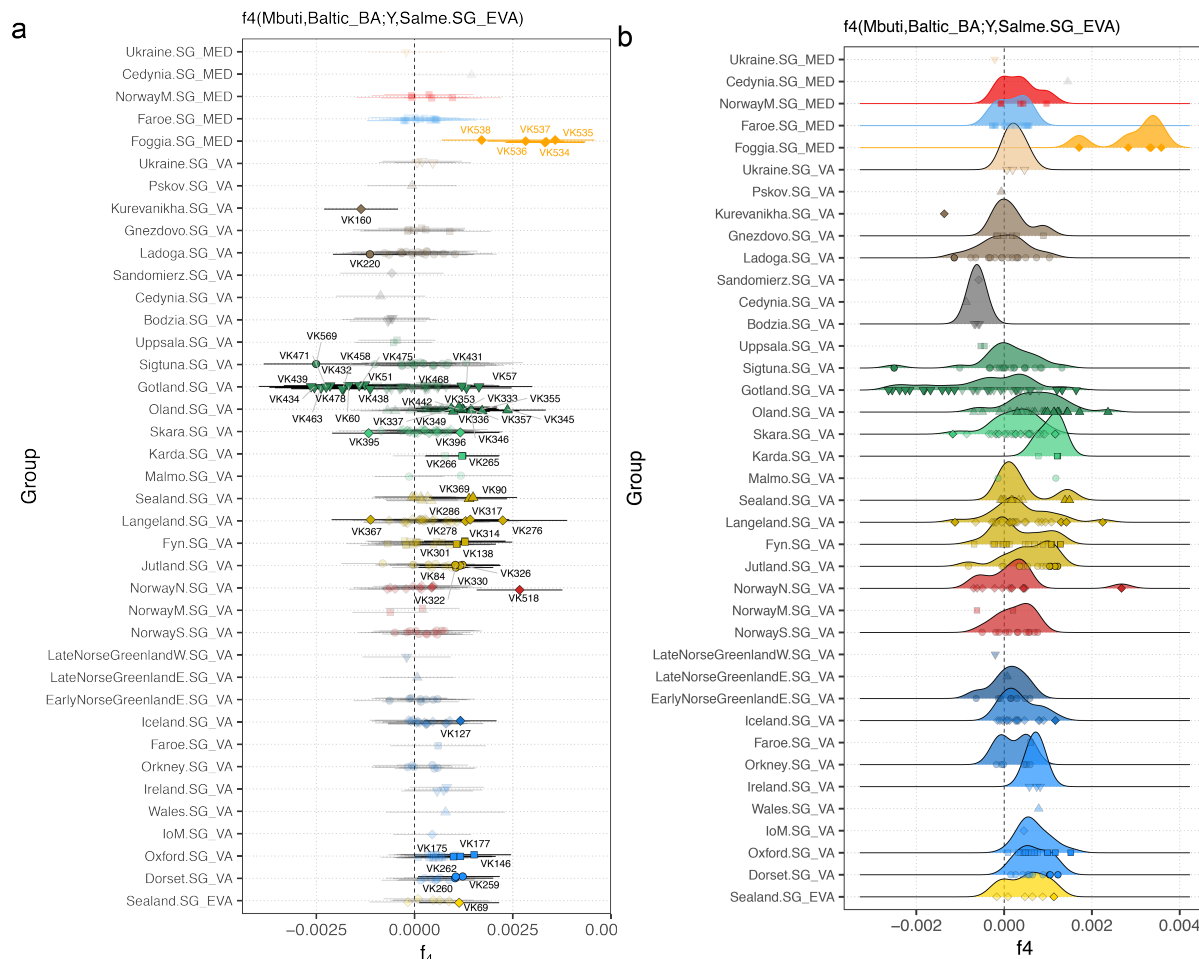 a
f4(Mbuti,Baltic_BA;Y,Salme.SG_EVA)
Group
Ukraine.SG_MED
Cedynia.SG_MED
NorwayM.SG_MED
Faroe.SG_MED
VK538 VK537 VK535
Foggia.SG_MED
VK536 VK534
Ukraine.SG_VA
Pskov.SG_VA
Kurevanikha.SG_VA
VK160
Gnezdovo.SG_VA
Ladoga.SG_VA
VK220
Sandomierz.SG_VA
Cedynia.SG_VA
Bodzia.SG_VA
Uppsala.SG_VA
VK569
VK471 VK458 VK475 VK431
Sigtuna.SG_VA
VK432
VK439 VK51 VK468 VK57
Gotland.SG_VA
VK434 VK478 VK438 VK442 VK353 VK333 VK355
Oland.SG_VA
VK463 VK60 VK337 VK349 VK336 VK357 VK345
Skara.SG_VA
VK395 VK396 VK346
Karda.SG_VA
VK266 VK265
Malmo.SG_VA
VK369 VK90
Sealand.SG_VA
VK286 VK317
Langeland.SG_VA
VK367 VK278 VK276
VK314
Fyn.SG_VA
VK301 VK138
Jutland.SG_VA
VK84 VK330 VK326
NorwayN.SG_VA
VK322 VK518
NorwayM.SG_VA
NorwayS.SG_VA
LateNorseGreenlandW.SG_VA
LateNorseGreenlandE.SG_VA
EarlyNorseGreenlandE.SG_VA
Iceland.SG_VA
VK127
Faroe.SG_VA
Orkney.SG_VA
Ireland.SG_VA
Wales.SG_VA
IoM.SG_VA
VK175 VK177
Oxford.SG_VA
VK262 VK146
Dorset.SG_VA
VK260 VK259
Sealand.SG_EVA
VK69
−0.0025 0.0000 0.0025 0.00
f4
b
f4(Mbuti,Baltic_BA;Y,Salme.SG_EVA)
Group
Ukraine.SG_MED
Cedynia.SG_MED
NorwayM.SG_MED
Faroe.SG_MED
Foggia.SG_MED
Ukraine.SG_VA
Pskov.SG_VA
Kurevanikha.SG_VA
Gnezdovo.SG_VA
Ladoga.SG_VA
Sandomierz.SG_VA
Cedynia.SG_VA
Bodzia.SG_VA
Uppsala.SG_VA
Sigtuna.SG_VA
Gotland.SG_VA
Oland.SG_VA
Skara.SG_VA
Karda.SG_VA
Malmo.SG_VA
Sealand.SG_VA
Langeland.SG_VA
Fyn.SG_VA
Jutland.SG_VA
NorwayN.SG_VA
NorwayM.SG_VA
NorwayS.SG_VA
LateNorseGreenlandW.SG_VA
LateNorseGreenlandE.SG_VA
EarlyNorseGreenlandE.SG_VA
Iceland.SG_VA
Faroe.SG_VA
Orkney.SG_VA
Ireland.SG_VA
Wales.SG_VA
IoM.SG_VA
Oxford.SG_VA
Dorset.SG_VA
Sealand.SG_EVA
−0.002 0.000 0.002 0.004
f4